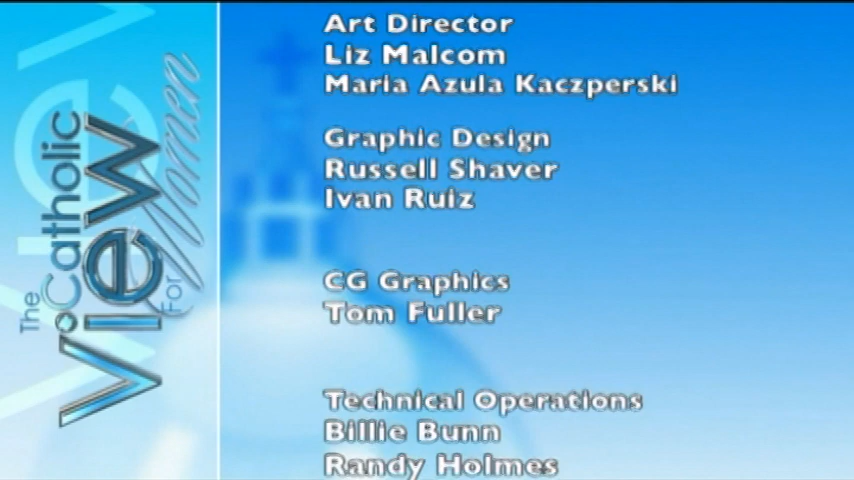 The Catholic
View
For Women
Art Director
Liz Malcom
Maria Azula Kaczperski
Graphic Design
Russell Shaver
Ivan Ruiz
CG Graphics
Tom Fuller
Technical Operations
Billie Bunn
Randy Holmes